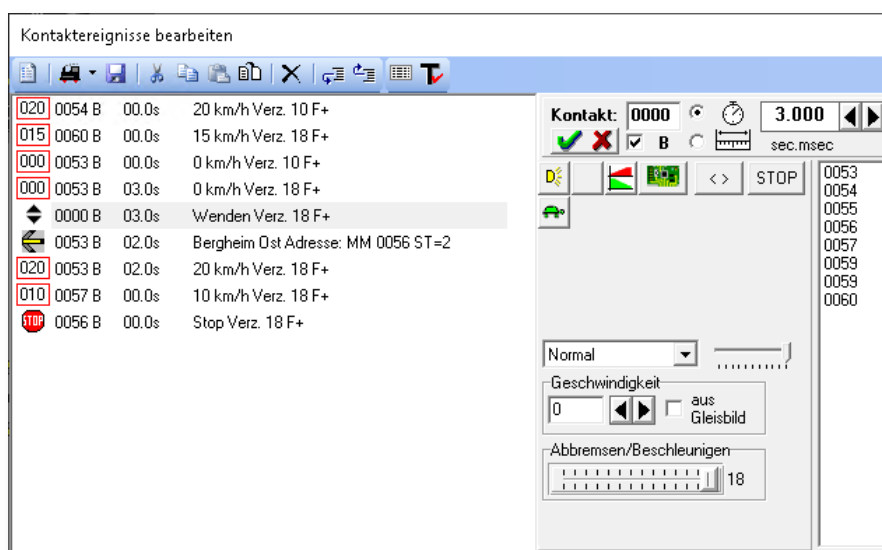 Kontaktereignisse bearbeiten
020 0054 B 00.0s 20 km/h Verz. 10 F+
015 0060 B 00.0s 15 km/h Verz. 18 F+
000 0053 B 00.0s 0 km/h Verz. 10 F+
000 0053 B 03.0s 0 km/h Verz. 18 F+
0000 B 03.0s Wenden Verz. 18 F+
0053 B 02.0s Bergheim Ost Adresse: MM 0056 ST=2
020 0053 B 02.0s 20 km/h Verz. 18 F+
010 0057 B 00.0s 10 km/h Verz. 18 F+
STOP 0056 B 00.0s Stop Verz. 18 F+
Kontakt: 0000 3.000
B sec.msec
D < > STOP
0053
0054
0055
0056
0057
0059
0059
0060
Normal
Geschwindigkeit
0 aus
Gleisbild
Abbremsen/Beschleunigen
18